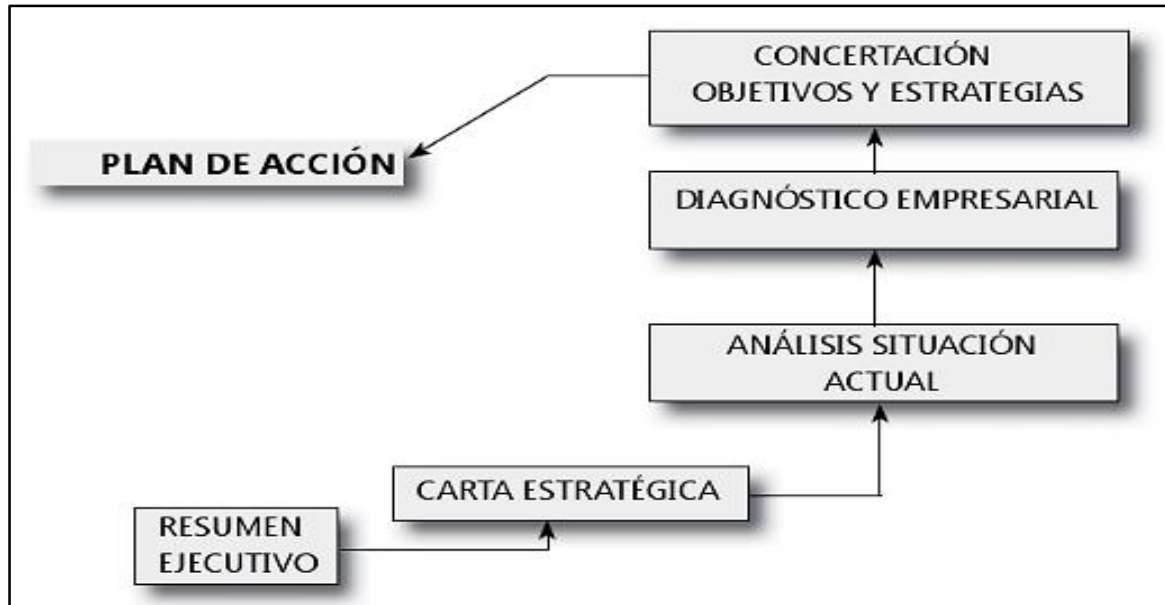 CONCERTACIÓN
OBJETIVOS Y ESTRATEGIAS
PLAN DE ACCIÓN
DIAGNÓSTICO EMPRESARIAL
ANÁLISIS SITUACIÓN
ACTUAL
CARTA ESTRATÉGICA
RESUMEN
EJECUTIVO